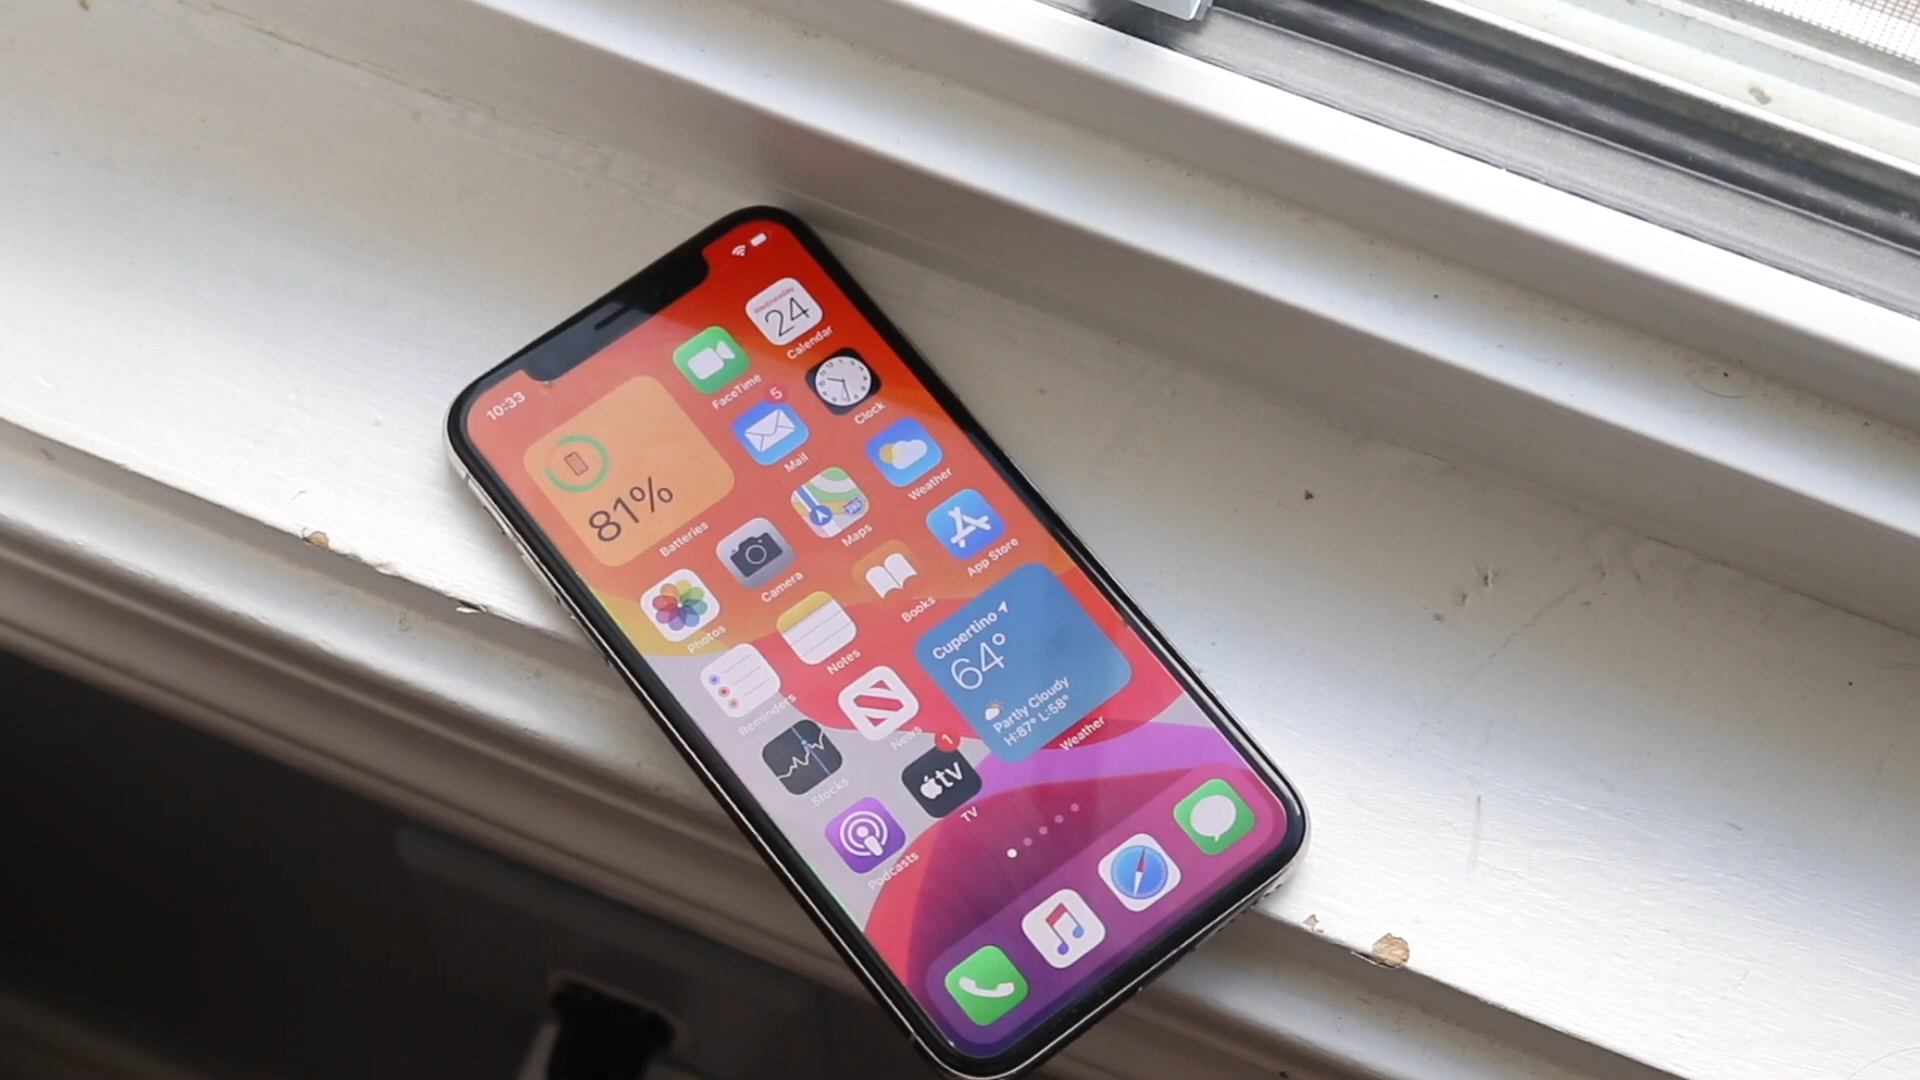 10:33
81%
Batteries
FaceTime
Wednesday
24
Calendar
5
Mail
Clock
Photos
Camera
Maps
Weather
Reminders
Notes
Books
App Store
Stocks
News
Cupertino
64°
Partly Cloudy
H:87° L:58°
Weather
Podcasts
1
tv
TV